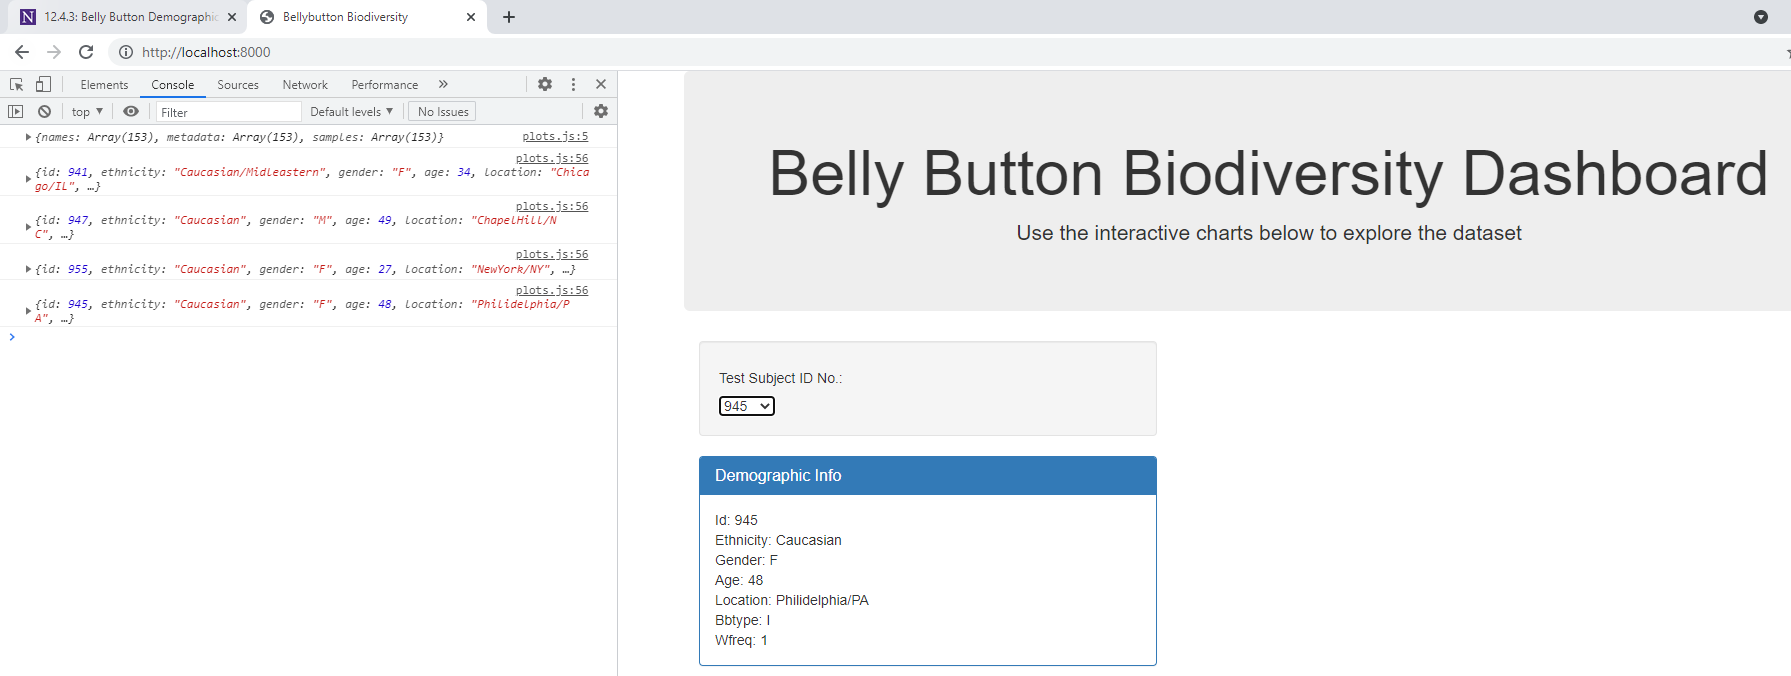 12.4.3: Belly Button Demographic
Bellybutton Biodiversity
http://localhost:8000
Elements Console Sources Network Performance
top Filter Default levels No Issues
{names: Array(153), metadata: Array(153), samples: Array(153)} plots.js:5
plots.js:56
{id: 941, ethnicity: "Caucasian/Midleastern", gender: "F", age: 34, location: "Chica
go/IL", …}
plots.js:56
{id: 947, ethnicity: "Caucasian", gender: "M", age: 49, location: "ChapelHill/N
C", …}
plots.js:56
{id: 955, ethnicity: "Caucasian", gender: "F", age: 27, location: "NewYork/NY", …}
plots.js:56
{id: 945, ethnicity: "Caucasian", gender: "F", age: 48, location: "Philidelphia/P
A", …}
Belly Button Biodiversity Dashboard
Use the interactive charts below to explore the dataset
Test Subject ID No.:
945
Demographic Info
Id: 945
Ethnicity: Caucasian
Gender: F
Age: 48
Location: Philidelphia/PA
Bbtype: I
Wfreq: 1